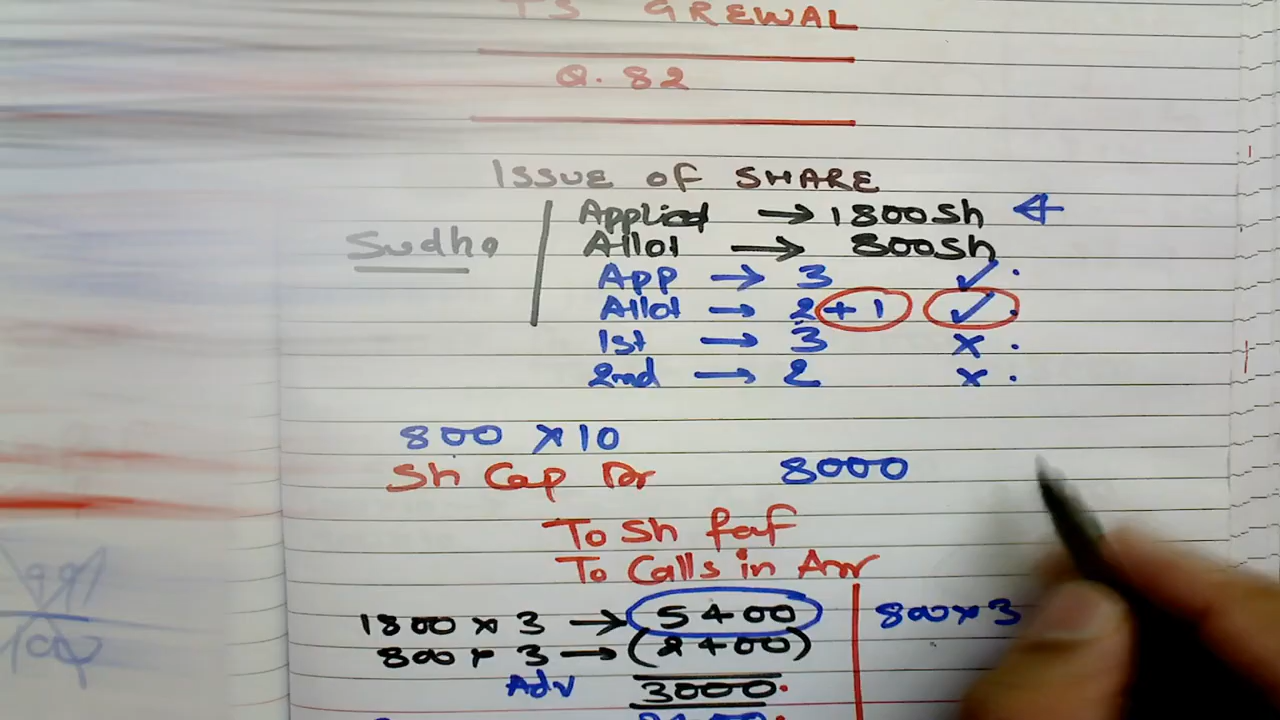 TS GREWAL
Q. 82
ISSUE OF SHARE
Sudha
Applied → 1800 Sh
Allot → 800 Sh
App → 3 ✓.
Allot → 2 + 1 ✓.
1st → 3 x.
2nd → 2 x.
800 x 10
Sh Cap Dr 8000
To Sh faf
To Calls in Arr
1800 x 3 → 5400
800 x 3 → (2400)
Adv 3000.
800 x 3